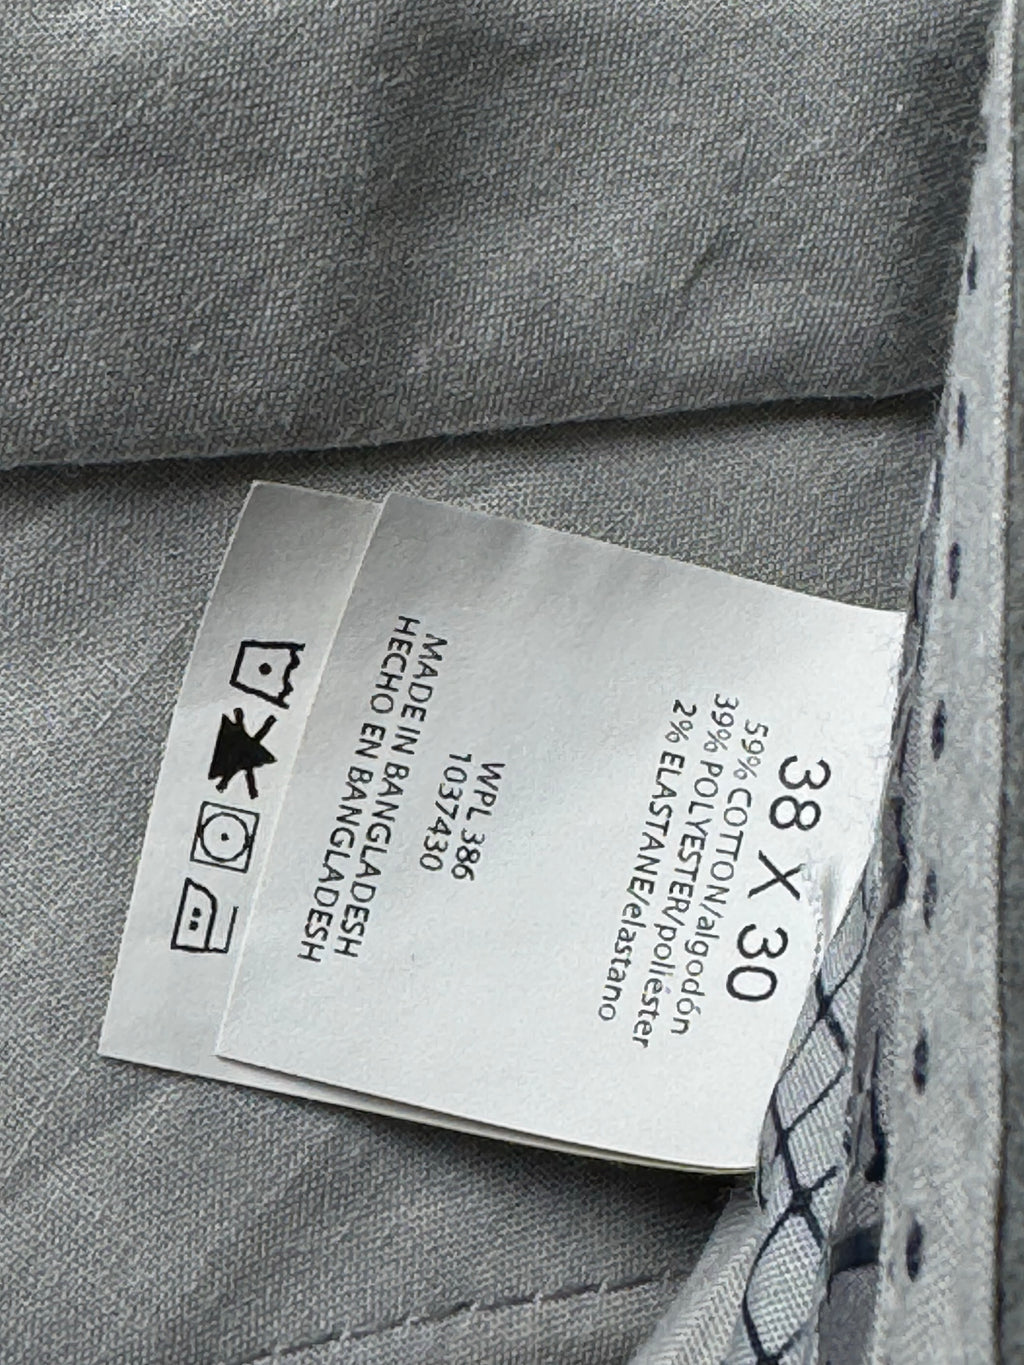 38 X 30
59% COTTON/algodón
39% POLYESTER/poliéster
2% ELASTANE/elastano
WPL 386
1037430
MADE IN BANGLADESH
HECHO EN BANGLADESH